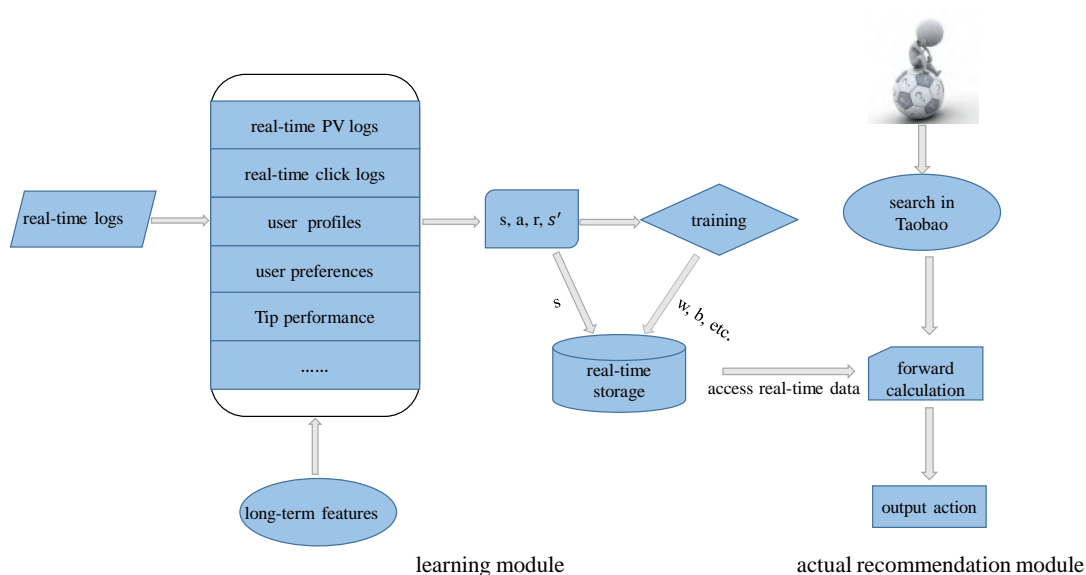 real-time logs
real-time PV logs
real-time click logs
user profiles
user preferences
Tip performance
......
long-term features
s, a, r, s′
training
s
w, b, etc.
real-time
storage
access real-time data
search in
Taobao
forward
calculation
output action
learning module
actual recommendation module